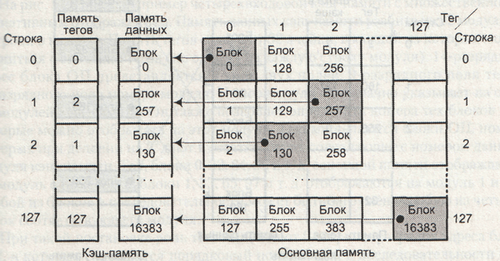 Память Память 0 1 2 127 Тег
Строка тегов данных Строка
0 0 Блок 0 Блок 0 Блок 128 Блок 256 0
1 2 Блок 257 Блок 1 Блок 129 Блок 257 1
2 1 Блок 130 Блок 2 Блок 130 Блок 258 2
... ... ...
127 127 Блок 16383 Блок 127 Блок 255 Блок 383 Блок 16383 127
Кэш-память Основная память